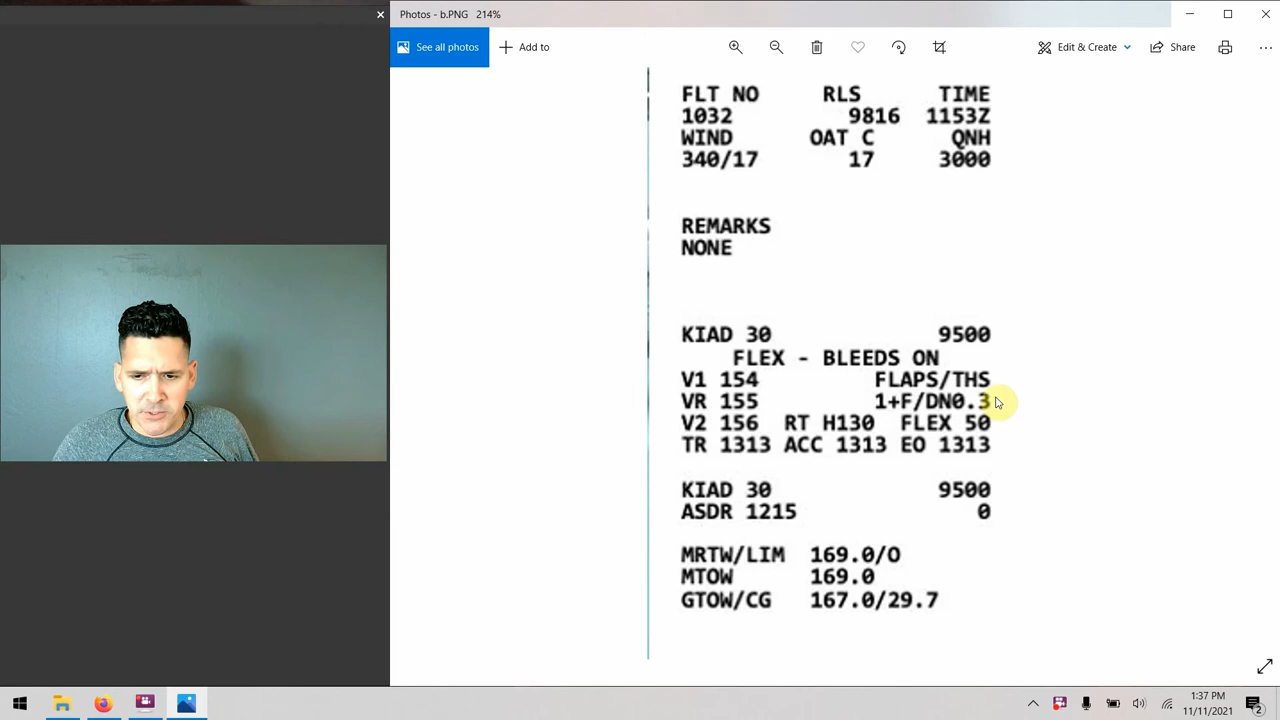 Photos - b.PNG 214%
See all photos Add to Edit & Create Share
FLT NO RLS TIME
1032 9816 1153Z
WIND OAT C QNH
340/17 17 3000
REMARKS
NONE
KIAD 30 9500
FLEX - BLEEDS ON
V1 154 FLAPS/THS
VR 155 1+F/DN0.3
V2 156 RT H130 FLEX 50
TR 1313 ACC 1313 EO 1313
KIAD 30 9500
ASDR 1215 0
MRTW/LIM 169.0/O
MTOW 169.0
GTOW/CG 167.0/29.7
1:37 PM
11/11/2021
2